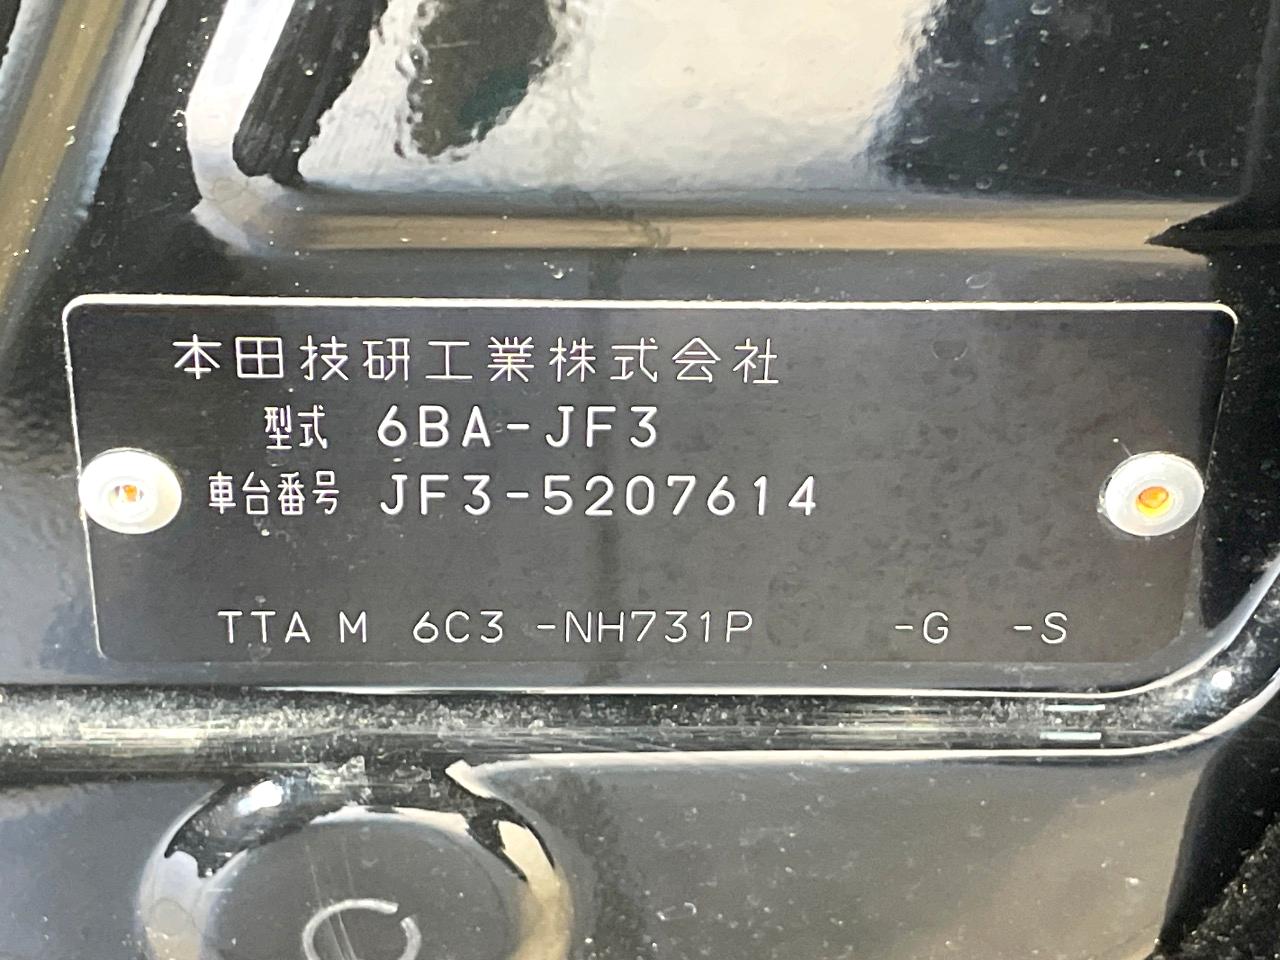 本田技研工業株式会社
型式 6BA-JF3
車台番号 JF3-5207614
TTA M 6C3 -NH731P -G -S